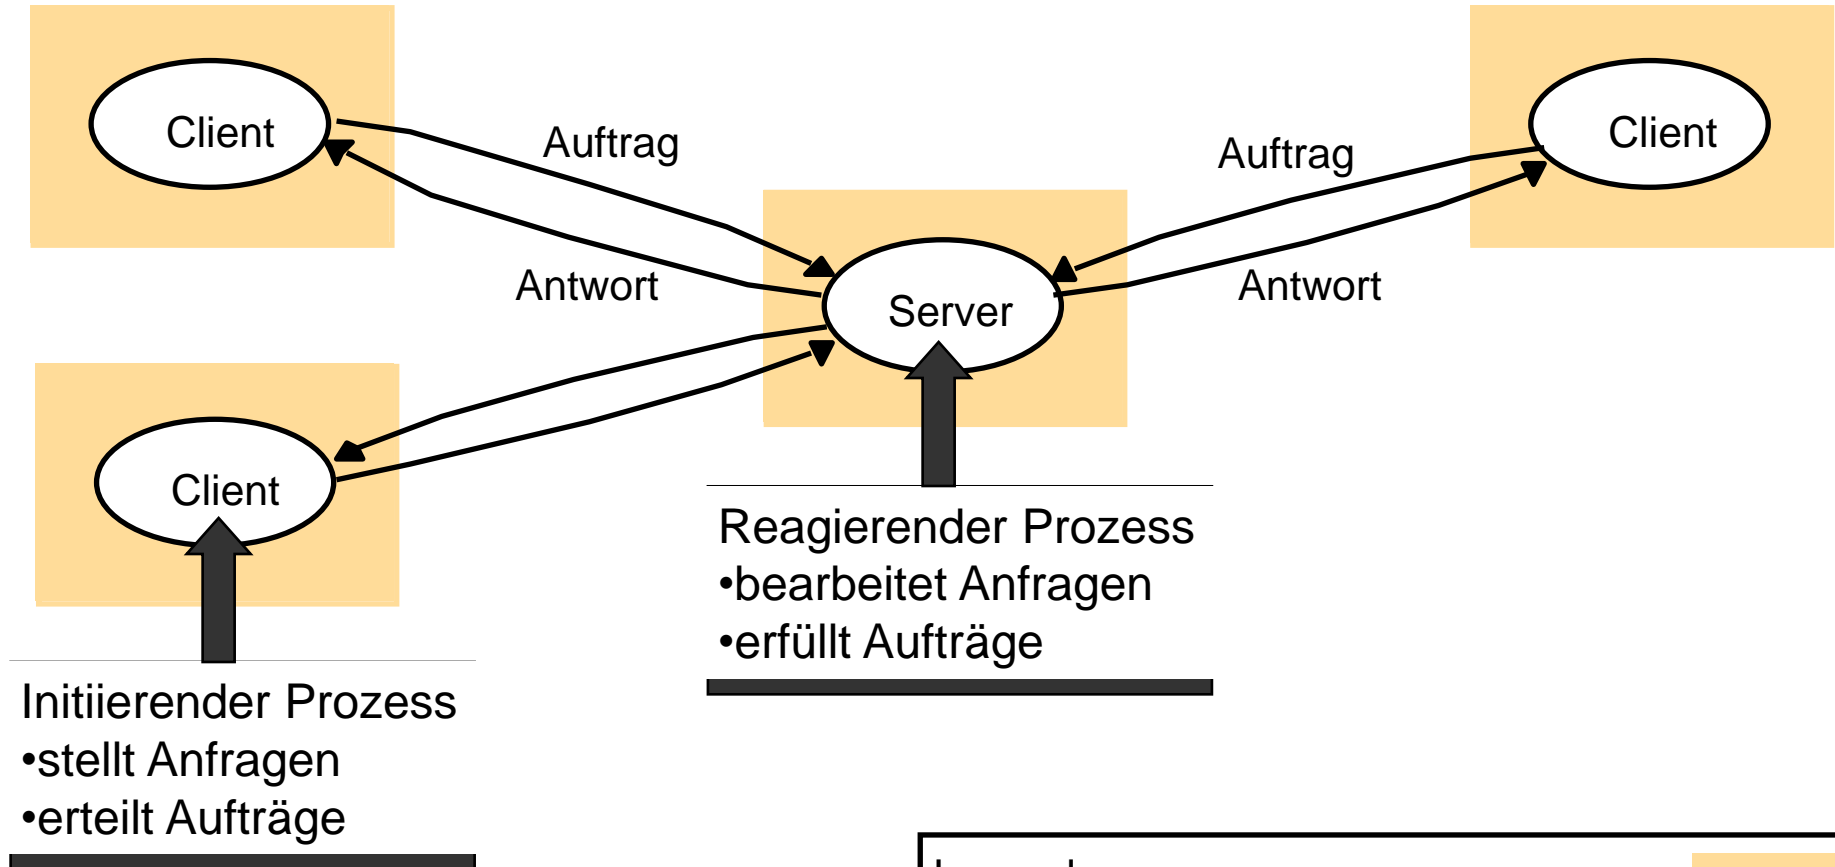 Client
Auftrag
Antwort
Client
Auftrag
Antwort
Server
Client
Reagierender Prozess
•bearbeitet Anfragen
•erfüllt Aufträge
Initiierender Prozess
•stellt Anfragen
•erteilt Aufträge